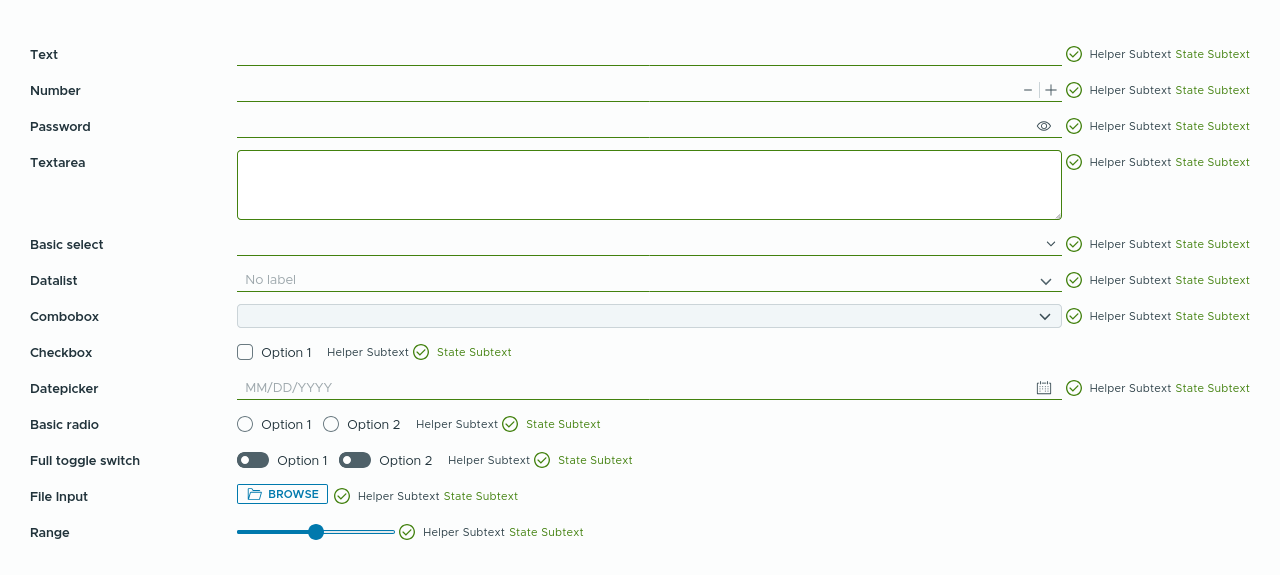 Text Helper Subtext State Subtext
Number Helper Subtext State Subtext
Password Helper Subtext State Subtext
Textarea Helper Subtext State Subtext
Basic select Helper Subtext State Subtext
Datalist No label Helper Subtext State Subtext
Combobox Helper Subtext State Subtext
Checkbox Option 1 Helper Subtext State Subtext
Datepicker MM/DD/YYYY Helper Subtext State Subtext
Basic radio Option 1 Option 2 Helper Subtext State Subtext
Full toggle switch Option 1 Option 2 Helper Subtext State Subtext
File Input BROWSE Helper Subtext State Subtext
Range Helper Subtext State Subtext